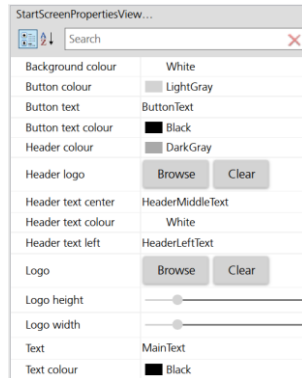 StartScreenPropertiesView...
Search
Background colour White
Button colour LightGray
Button text ButtonText
Button text colour Black
Header colour DarkGray
Header logo Browse Clear
Header text center HeaderMiddleText
Header text colour White
Header text left HeaderLeftText
Logo Browse Clear
Logo height
Logo width
Text MainText
Text colour Black